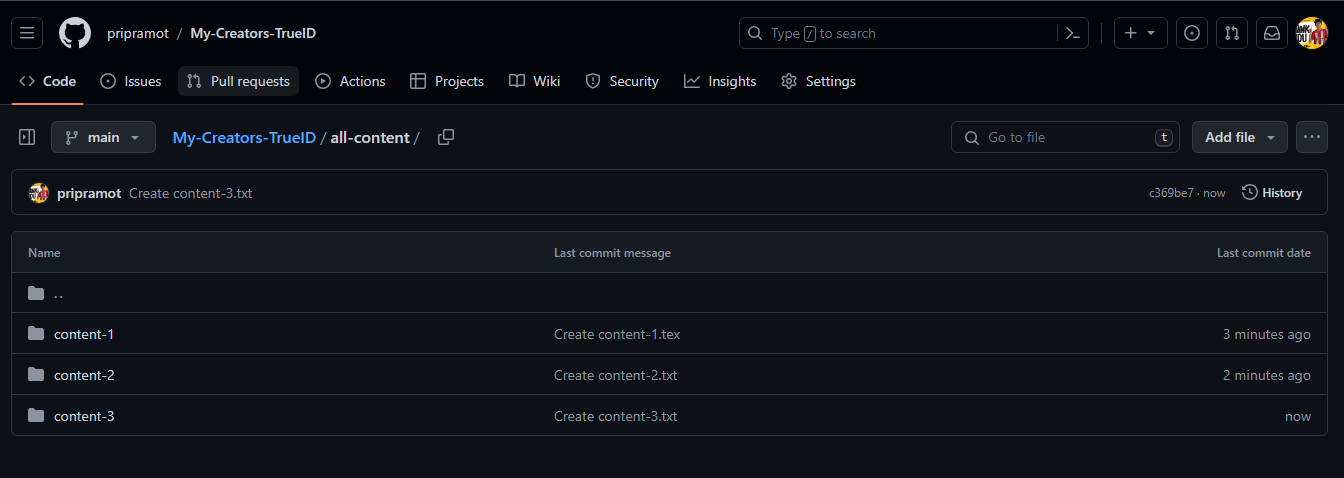 pripramot / My-Creators-TrueID
Type / to search
Code Issues Pull requests Actions Projects Wiki Security Insights Settings
main My-Creators-TrueID / all-content / Go to file t Add file
pripramot Create content-3.txt c369be7 · now History
Name Last commit message Last commit date
..
content-1 Create content-1.tex 3 minutes ago
content-2 Create content-2.txt 2 minutes ago
content-3 Create content-3.txt now